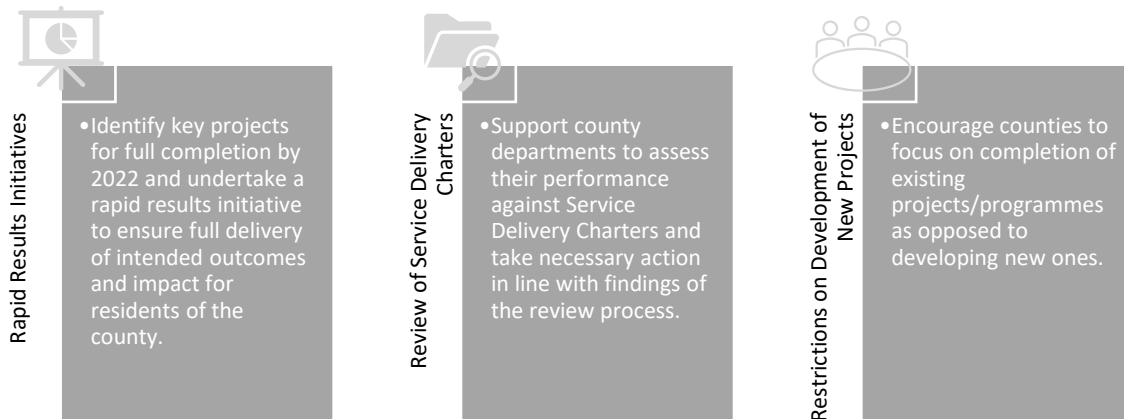 Rapid Results Initiatives
•Identify key projects
for full completion by
2022 and undertake a
rapid results initiative
to ensure full delivery
of intended outcomes
and impact for
residents of the
county.
Review of Service Delivery
Charters
•Support county
departments to assess
their performance
against Service
Delivery Charters and
take necessary action
in line with findings of
the review process.
Restrictions on Development of
New Projects
•Encourage counties to
focus on completion of
existing
projects/programmes
as opposed to
developing new ones.